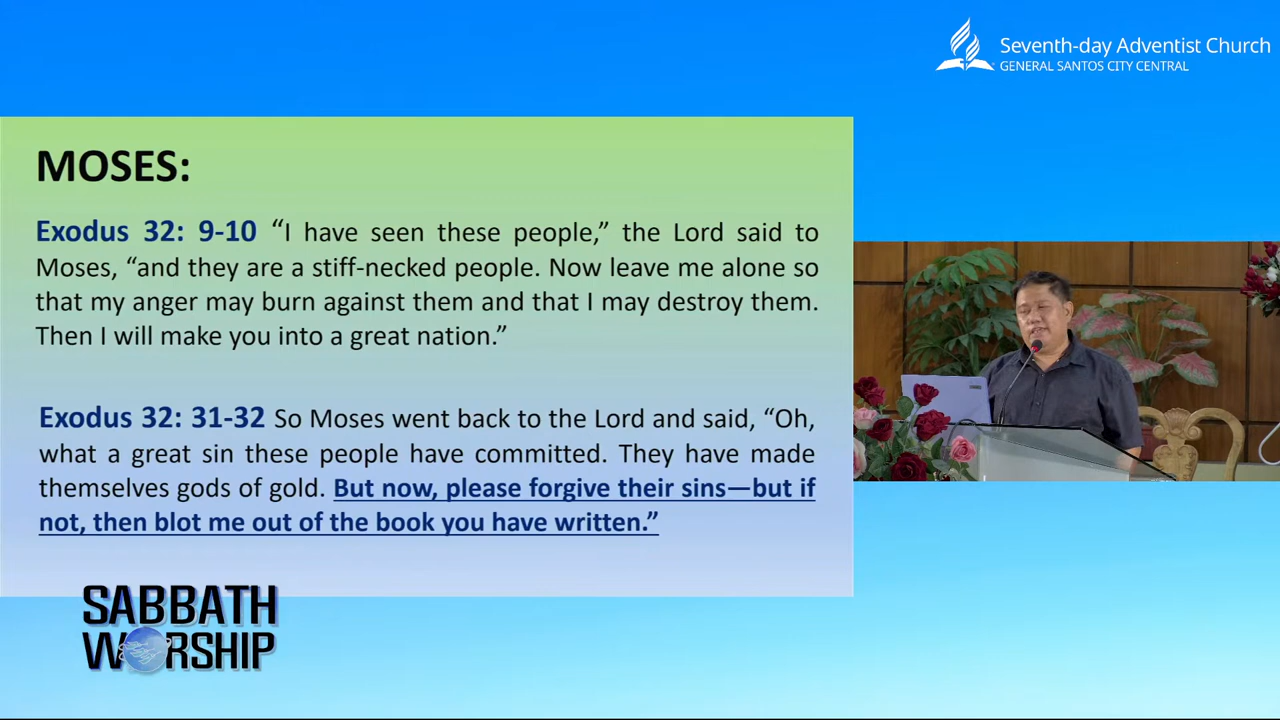 Seventh-day Adventist Church
GENERAL SANTOS CITY CENTRAL
MOSES:
Exodus 32: 9-10 “I have seen these people,” the Lord said to
Moses, “and they are a stiff-necked people. Now leave me alone so
that my anger may burn against them and that I may destroy them.
Then I will make you into a great nation.”
Exodus 32: 31-32 So Moses went back to the Lord and said, “Oh,
what a great sin these people have committed. They have made
themselves gods of gold. But now, please forgive their sins—but if
not, then blot me out of the book you have written.”
SABBATH
WORSHIP